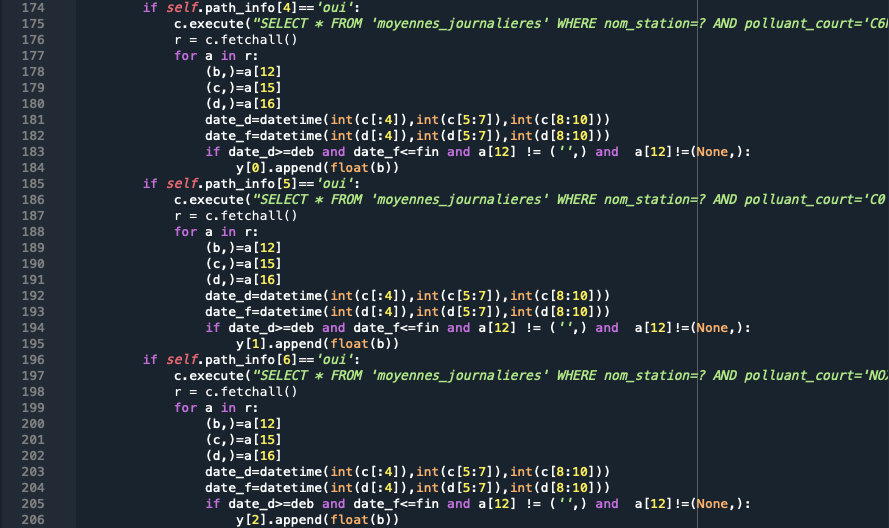 174 if self.path_info[4]=='oui':
175 c.execute("SELECT * FROM 'moyennes_journalieres' WHERE nom_station=? AND polluant_court='C6
176 r = c.fetchall()
177 for a in r:
178 (b,)=a[12]
179 (c,)=a[15]
180 (d,)=a[16]
181 date_d=datetime(int(c[:4]),int(c[5:7]),int(c[8:10]))
182 date_f=datetime(int(d[:4]),int(d[5:7]),int(d[8:10]))
183 if date_d>=deb and date_f<=fin and a[12] != ('',) and  a[12]!=(None,):
184 y[0].append(float(b))
185 if self.path_info[5]=='oui':
186 c.execute("SELECT * FROM 'moyennes_journalieres' WHERE nom_station=? AND polluant_court='C0
187 r = c.fetchall()
188 for a in r:
189 (b,)=a[12]
190 (c,)=a[15]
191 (d,)=a[16]
192 date_d=datetime(int(c[:4]),int(c[5:7]),int(c[8:10]))
193 date_f=datetime(int(d[:4]),int(d[5:7]),int(d[8:10]))
194 if date_d>=deb and date_f<=fin and a[12] != ('',) and  a[12]!=(None,):
195 y[1].append(float(b))
196 if self.path_info[6]=='oui':
197 c.execute("SELECT * FROM 'moyennes_journalieres' WHERE nom_station=? AND polluant_court='NO
198 r = c.fetchall()
199 for a in r:
200 (b,)=a[12]
201 (c,)=a[15]
202 (d,)=a[16]
203 date_d=datetime(int(c[:4]),int(c[5:7]),int(c[8:10]))
204 date_f=datetime(int(d[:4]),int(d[5:7]),int(d[8:10]))
205 if date_d>=deb and date_f<=fin and a[12] != ('',) and  a[12]!=(None,):
206 y[2].append(float(b))